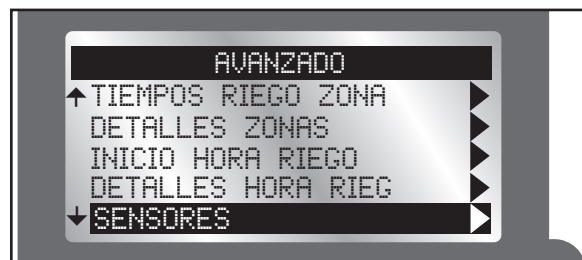 AVANZADO
TIEMPOS RIEGO ZONA
DETALLES ZONAS
INICIO HORA RIEGO
DETALLES HORA RIEG
SENSORES